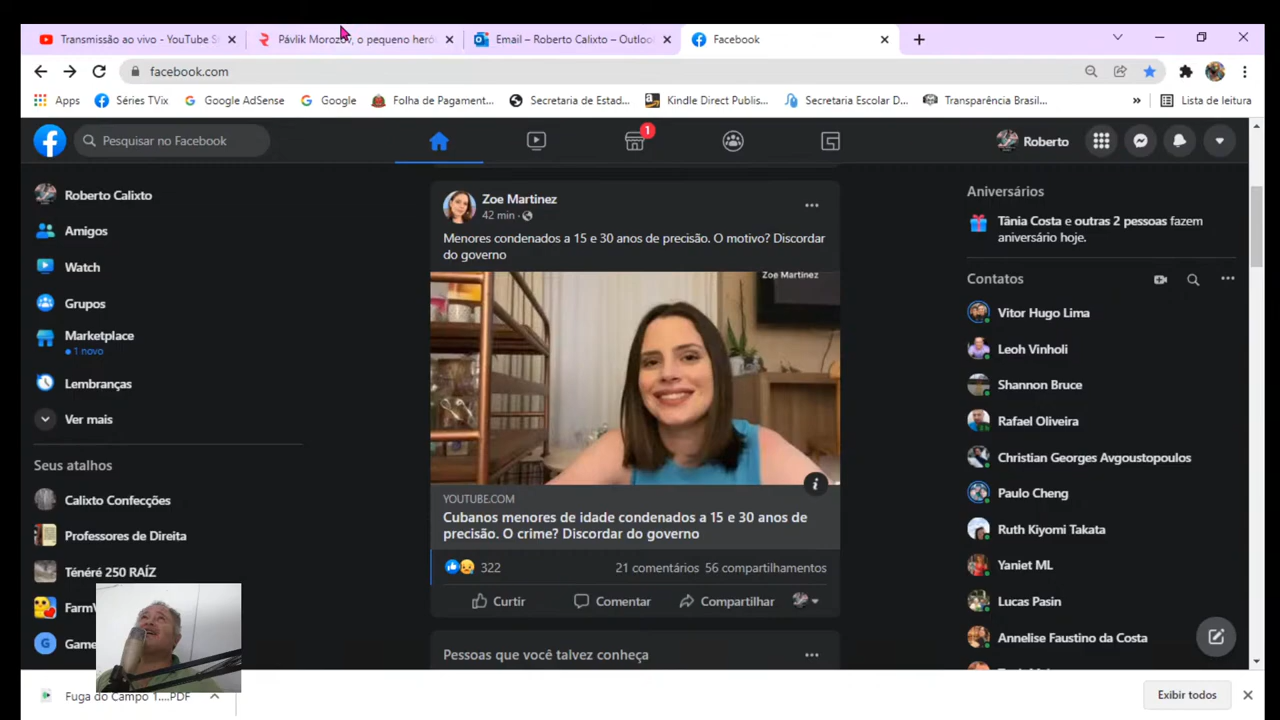 Transmissão ao vivo - YouTube St
Pávlik Morozov, o pequeno heró
Email – Roberto Calixto – Outloo
Facebook
facebook.com
Apps
Séries TVix
Google AdSense
Google
Folha de Pagament...
Secretaria de Estad...
Kindle Direct Publis...
Secretaria Escolar D...
Transparência Brasil...
»
Lista de leitura
Pesquisar no Facebook
1
Roberto
Roberto Calixto
Amigos
Watch
Grupos
Marketplace
1 novo
Lembranças
Ver mais
Seus atalhos
Calixto Confecções
Professores de Direita
Ténéré 250 RAÍZ
FarmV
Game
Zoe Martinez
42 min
Menores condenados a 15 e 30 anos de precisão. O motivo? Discordar
do governo
Zoe Martinez
YOUTUBE.COM
Cubanos menores de idade condenados a 15 e 30 anos de
precisão. O crime? Discordar do governo
322
21 comentários 56 compartilhamentos
Curtir
Comentar
Compartilhar
Pessoas que você talvez conheça
Aniversários
Tânia Costa e outras 2 pessoas fazem
aniversário hoje.
Contatos
Vitor Hugo Lima
Leoh Vinholi
Shannon Bruce
Rafael Oliveira
Christian Georges Avgoustopoulos
Paulo Cheng
Ruth Kiyomi Takata
Yaniet ML
Lucas Pasin
Annelise Faustino da Costa
Fuga do Campo 1....PDF
Exibir todos